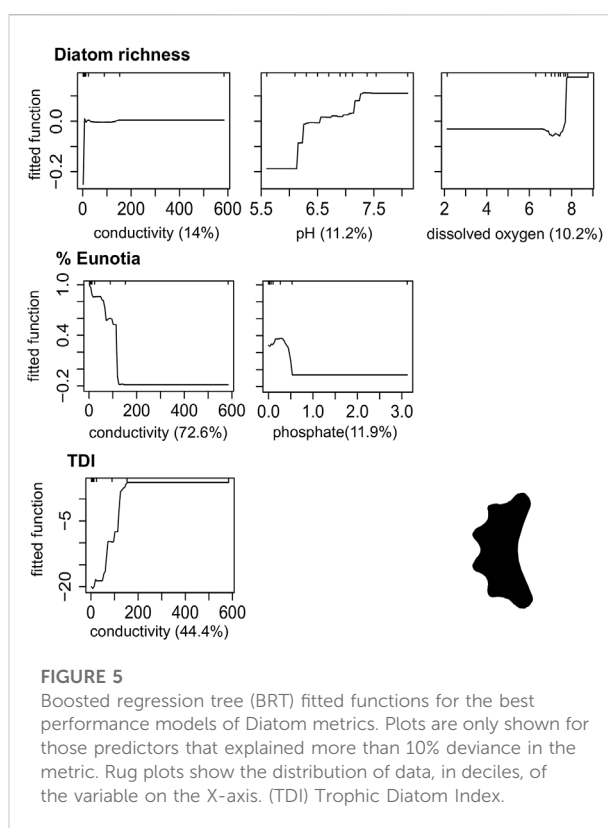 Diatom richness
fitted function
0.0
-0.2
0 200 400 600
conductivity (14%)
5.5 6.5 7.5
pH (11.2%)
2 4 6 8
dissolved oxygen (10.2%)
% Eunotia
fitted function
1.0
0.4
-0.2
0 200 400 600
conductivity (72.6%)
0.0 1.0 2.0 3.0
phosphate(11.9%)
TDI
fitted function
-5
-20
0 200 400 600
conductivity (44.4%)
FIGURE 5
Boosted regression tree (BRT) fitted functions for the best
performance models of Diatom metrics. Plots are only shown for
those predictors that explained more than 10% deviance in the
metric. Rug plots show the distribution of data, in deciles, of
the variable on the X-axis. (TDI) Trophic Diatom Index.